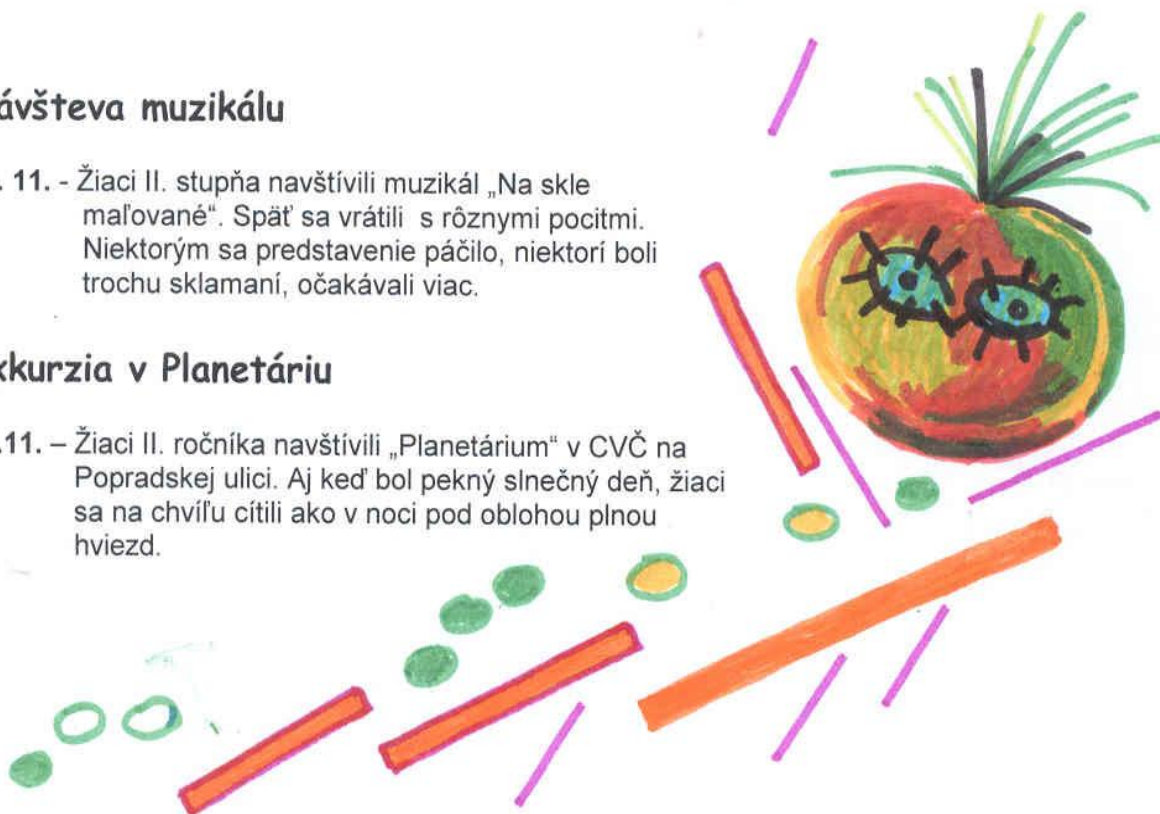 ávšteva muzikálu
. 11. - Žiaci II. stupňa navštívili muzikál „Na skle
maľované“. Späť sa vrátili s rôznymi pocitmi.
Niektorým sa predstavenie páčilo, niektorí boli
trochu sklamaní, očakávali viac.
kkurzia v Planetáriu
.11. – Žiaci II. ročníka navštívili „Planetárium“ v CVČ na
Popradskej ulici. Aj keď bol pekný slnečný deň, žiaci
sa na chvíľu cítili ako v noci pod oblohou plnou
hviezd.